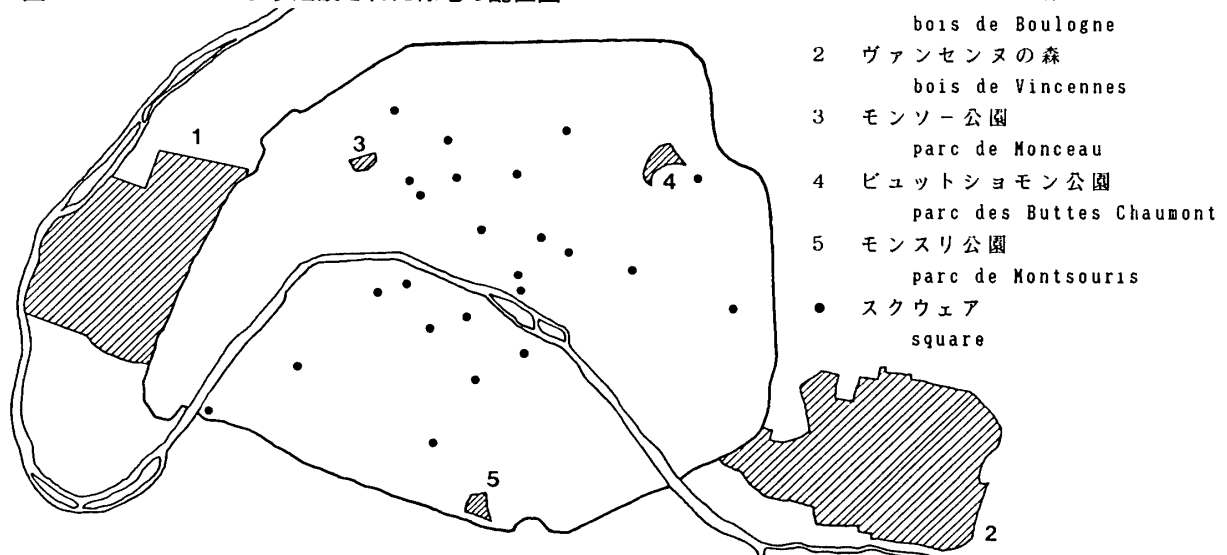 bois de Boulogne
2 ヴァンセンヌの森
bois de Vincennes
3 モンソー公園
parc de Monceau
4 ビュットショモン公園
parc des Buttes Chaumont
5 モンスリ公園
parc de Montsouris
● スクウェア
square
1
3
4
5
2